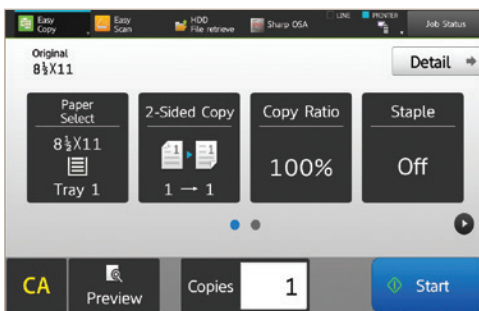 Easy Copy
Easy Scan
HDD File retrieve
Sharp OSA
LINE
PRINTER
Job Status
Original
8½X11
Detail
Paper Select
8½X11
Tray 1
2-Sided Copy
1 → 1
Copy Ratio
100%
Staple
Off
CA
Preview
Copies
1
Start